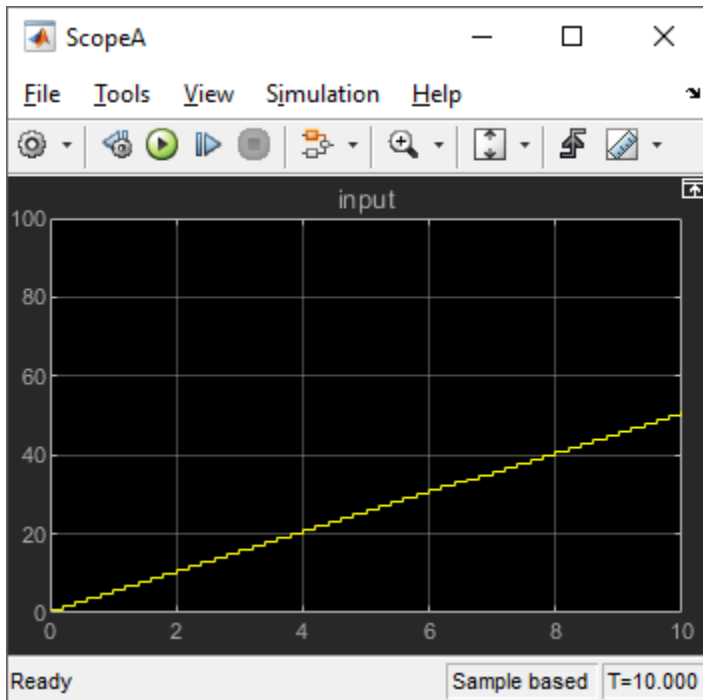 ScopeA
File Tools View Simulation Help
input
100
80
60
40
20
0
0 2 4 6 8 10
Ready Sample based T=10.000